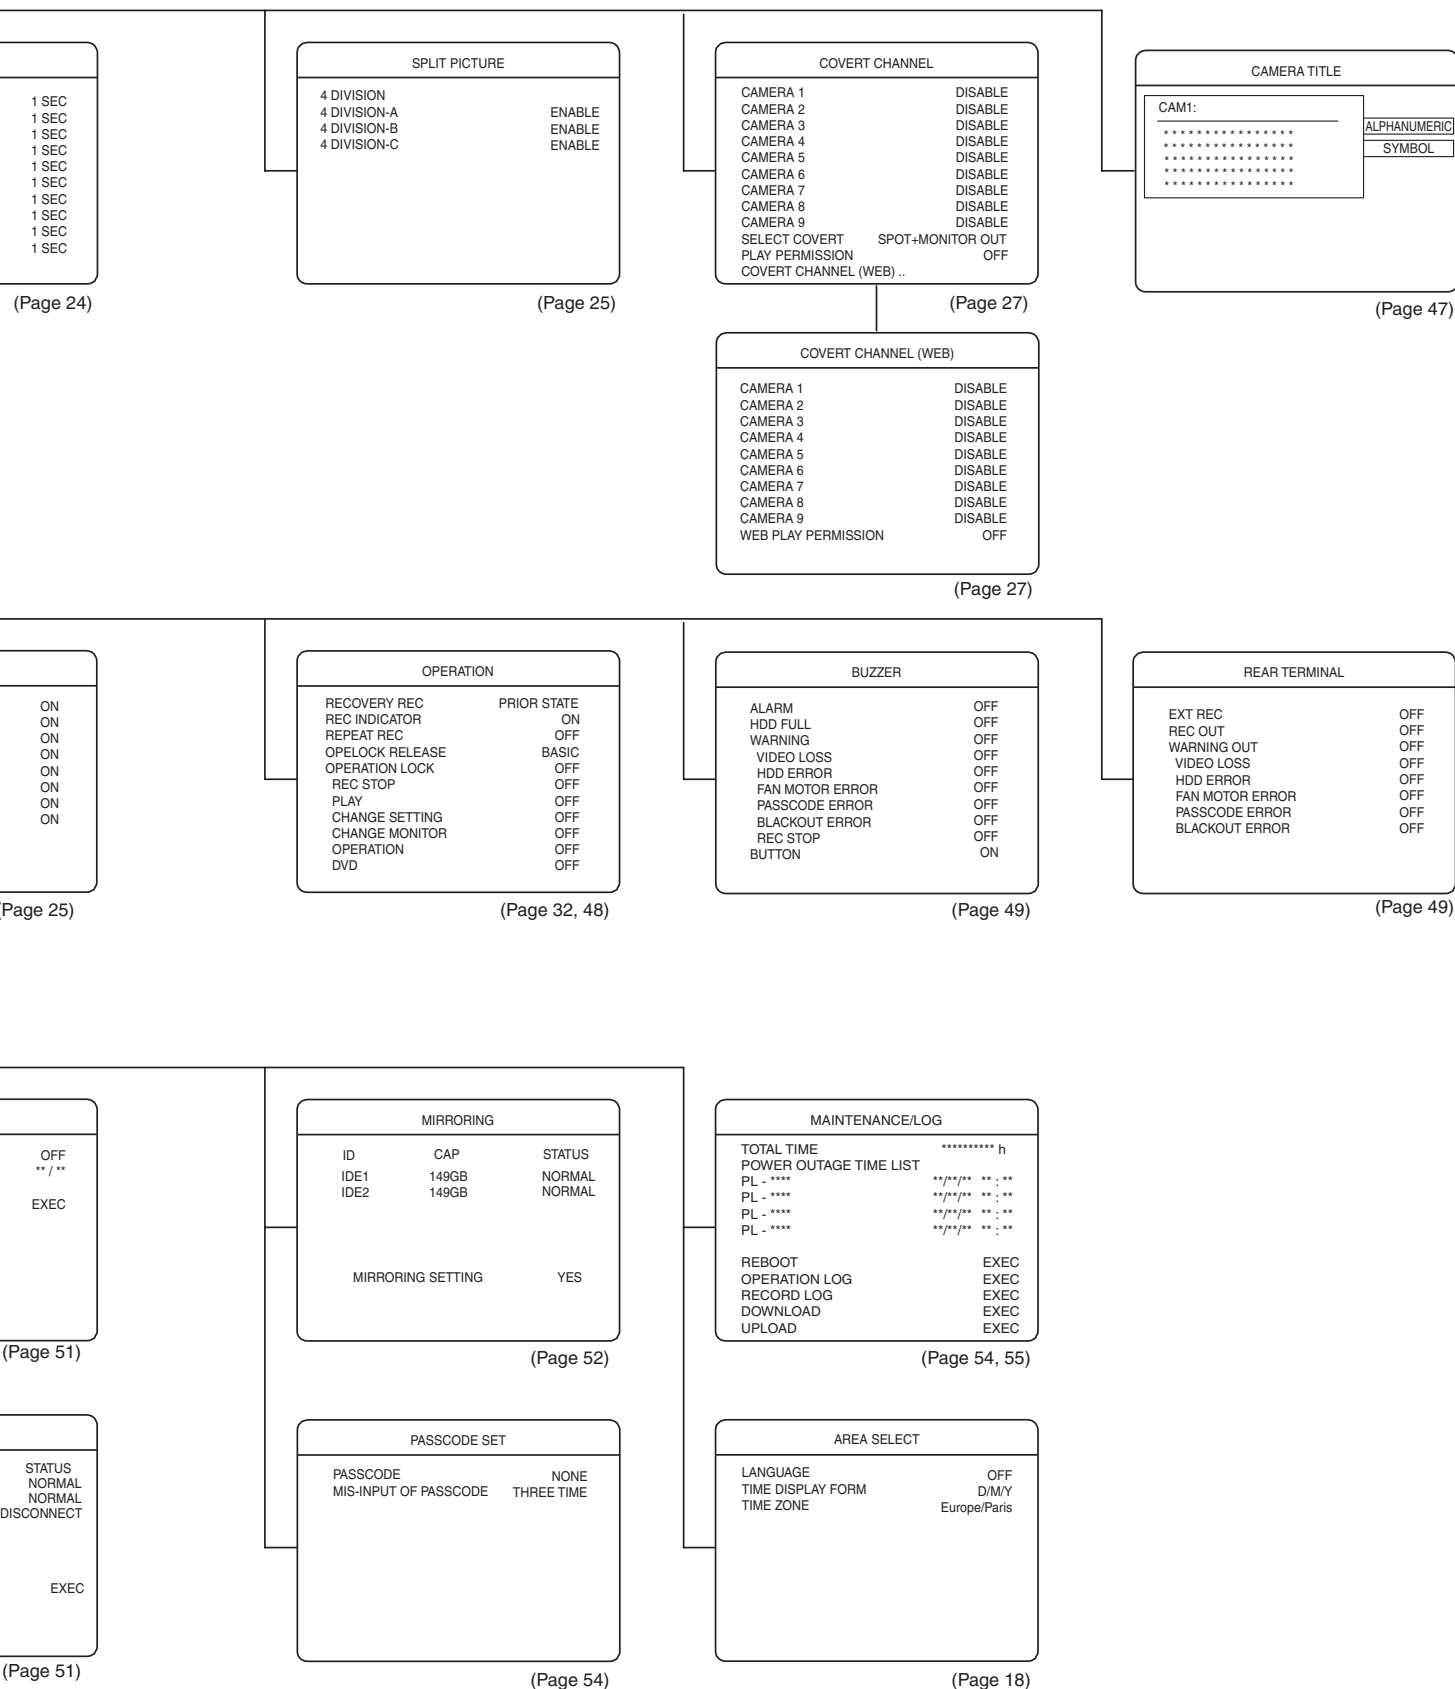 1 SEC
1 SEC
1 SEC
1 SEC
1 SEC
1 SEC
1 SEC
1 SEC
1 SEC
1 SEC
(Page 24)
SPLIT PICTURE
4 DIVISION
4 DIVISION-A ENABLE
4 DIVISION-B ENABLE
4 DIVISION-C ENABLE
(Page 25)
COVERT CHANNEL
CAMERA 1 DISABLE
CAMERA 2 DISABLE
CAMERA 3 DISABLE
CAMERA 4 DISABLE
CAMERA 5 DISABLE
CAMERA 6 DISABLE
CAMERA 7 DISABLE
CAMERA 8 DISABLE
CAMERA 9 DISABLE
SELECT COVERT SPOT+MONITOR OUT
PLAY PERMISSION OFF
COVERT CHANNEL (WEB) ..
(Page 27)
CAMERA TITLE
CAM1:
* * * * * * * * * * * * * * * *
* * * * * * * * * * * * * * * *
* * * * * * * * * * * * * * * *
* * * * * * * * * * * * * * * *
* * * * * * * * * * * * * * * *
ALPHANUMERIC
SYMBOL
(Page 47)
COVERT CHANNEL (WEB)
CAMERA 1 DISABLE
CAMERA 2 DISABLE
CAMERA 3 DISABLE
CAMERA 4 DISABLE
CAMERA 5 DISABLE
CAMERA 6 DISABLE
CAMERA 7 DISABLE
CAMERA 8 DISABLE
CAMERA 9 DISABLE
WEB PLAY PERMISSION OFF
(Page 27)
ON
ON
ON
ON
ON
ON
ON
ON
(Page 25)
OPERATION
RECOVERY REC PRIOR STATE
REC INDICATOR ON
REPEAT REC OFF
OPELOCK RELEASE BASIC
OPERATION LOCK OFF
REC STOP OFF
PLAY OFF
CHANGE SETTING OFF
CHANGE MONITOR OFF
OPERATION OFF
DVD OFF
(Page 32, 48)
BUZZER
ALARM OFF
HDD FULL OFF
WARNING OFF
VIDEO LOSS OFF
HDD ERROR OFF
FAN MOTOR ERROR OFF
PASSCODE ERROR OFF
BLACKOUT ERROR OFF
REC STOP OFF
BUTTON ON
(Page 49)
REAR TERMINAL
EXT REC OFF
REC OUT OFF
WARNING OUT OFF
VIDEO LOSS OFF
HDD ERROR OFF
FAN MOTOR ERROR OFF
PASSCODE ERROR OFF
BLACKOUT ERROR OFF
(Page 49)
OFF
** / **
EXEC
(Page 51)
MIRRORING
ID CAP STATUS
IDE1 149GB NORMAL
IDE2 149GB NORMAL
MIRRORING SETTING YES
(Page 52)
MAINTENANCE/LOG
TOTAL TIME ********** h
POWER OUTAGE TIME LIST
PL - **** **/**/** ** : **
PL - **** **/**/** ** : **
PL - **** **/**/** ** : **
PL - **** **/**/** ** : **
REBOOT EXEC
OPERATION LOG EXEC
RECORD LOG EXEC
DOWNLOAD EXEC
UPLOAD EXEC
(Page 54, 55)
STATUS
NORMAL
NORMAL
DISCONNECT
EXEC
(Page 51)
PASSCODE SET
PASSCODE NONE
MIS-INPUT OF PASSCODE THREE TIME
(Page 54)
AREA SELECT
LANGUAGE OFF
TIME DISPLAY FORM D/M/Y
TIME ZONE Europe/Paris
(Page 18)